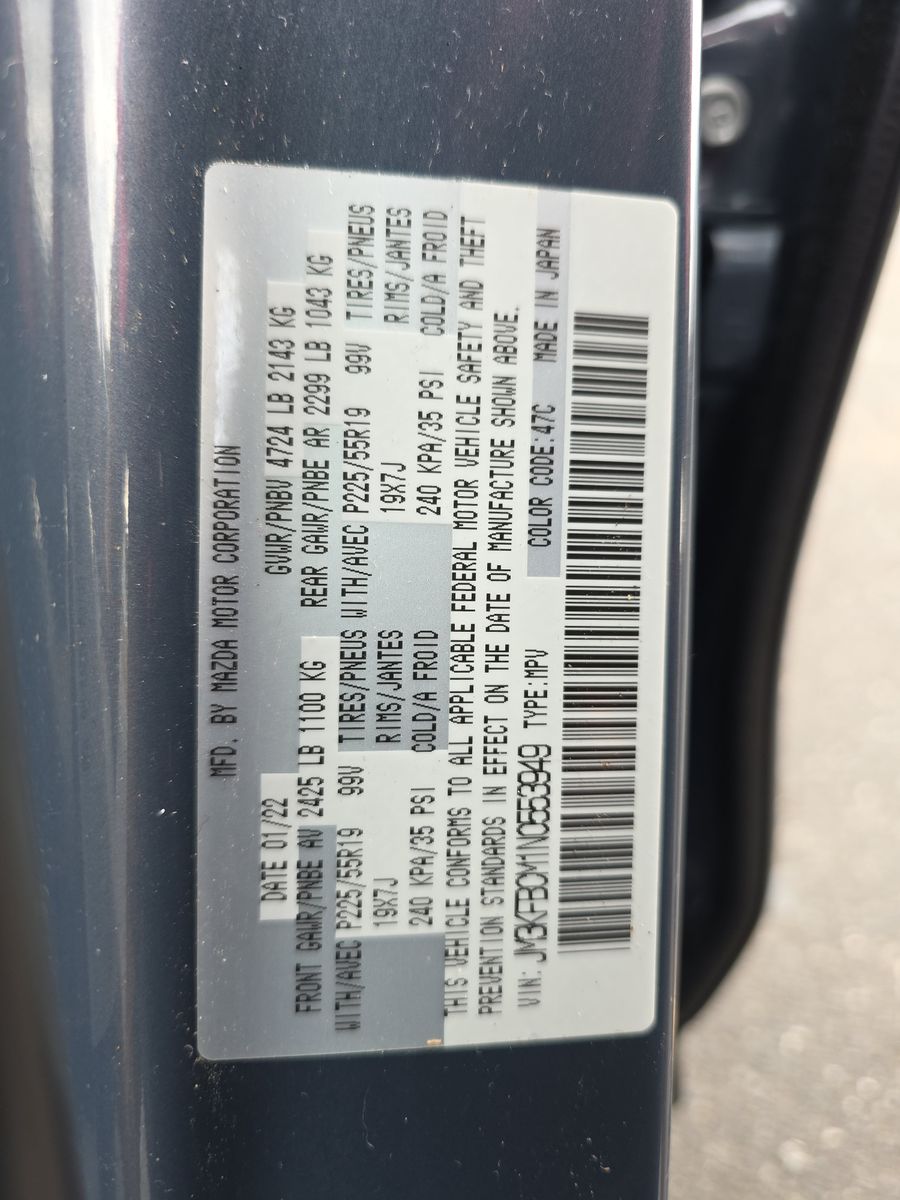 MFD. BY MAZDA MOTOR CORPORATION
DATE 01/22 GVWR/PNBV 4724 LB 2143 KG
FRONT GAWR/PNBE AV 2425 LB 1100 KG REAR GAWR/PNBE AR 2299 LB 1043 KG
WITH/AVEC P225/55R19 99V TIRES/PNEUS WITH/AVEC P225/55R19 99V TIRES/PNEUS
19X7J RIMS/JANTES 19X7J RIMS/JANTES
240 KPA/35 PSI COLD/A FROID 240 KPA/35 PSI COLD/A FROID
THIS VEHICLE CONFORMS TO ALL APPLICABLE FEDERAL MOTOR VEHICLE SAFETY AND THEFT
PREVENTION STANDARDS IN EFFECT ON THE DATE OF MANUFACTURE SHOWN ABOVE.
VIN: JM3KFBCY1N0553949 TYPE:MPV COLOR CODE:47C MADE IN JAPAN